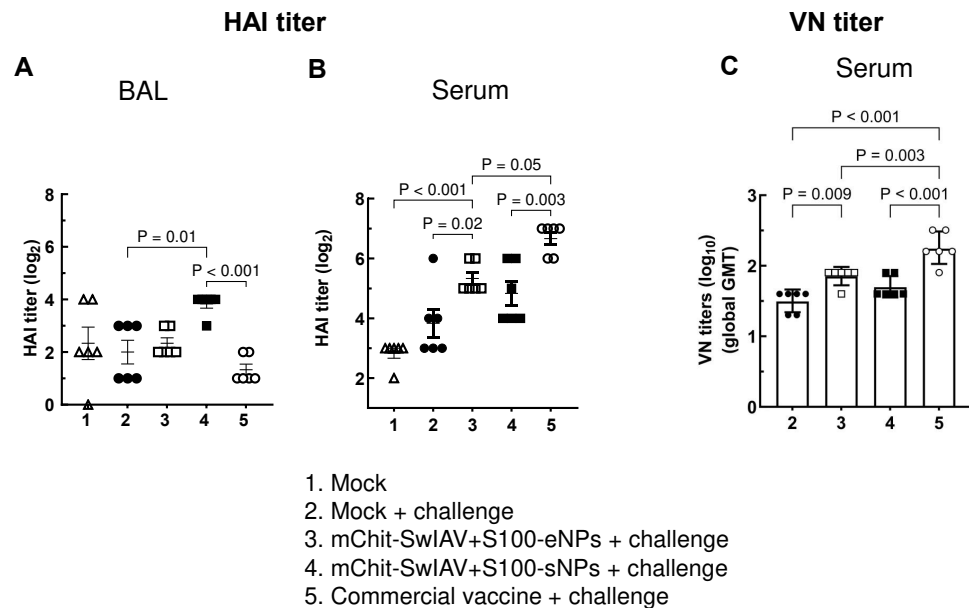 HAI titer
VN titer
A
BAL
B
Serum
C
Serum
P < 0.001
P = 0.003
P = 0.009
P < 0.001
P = 0.05
P < 0.001
P = 0.003
P = 0.02
P = 0.01
P < 0.001
HAI titer (log2)
8
6
4
2
0
1 2 3 4 5
HAI titer (log2)
8
6
4
2
1 2 3 4 5
VN titers (log10)
(global GMT)
3
2
1
0
2 3 4 5
1. Mock
2. Mock + challenge
3. mChit-SwIAV+S100-eNPs + challenge
4. mChit-SwIAV+S100-sNPs + challenge
5. Commercial vaccine + challenge